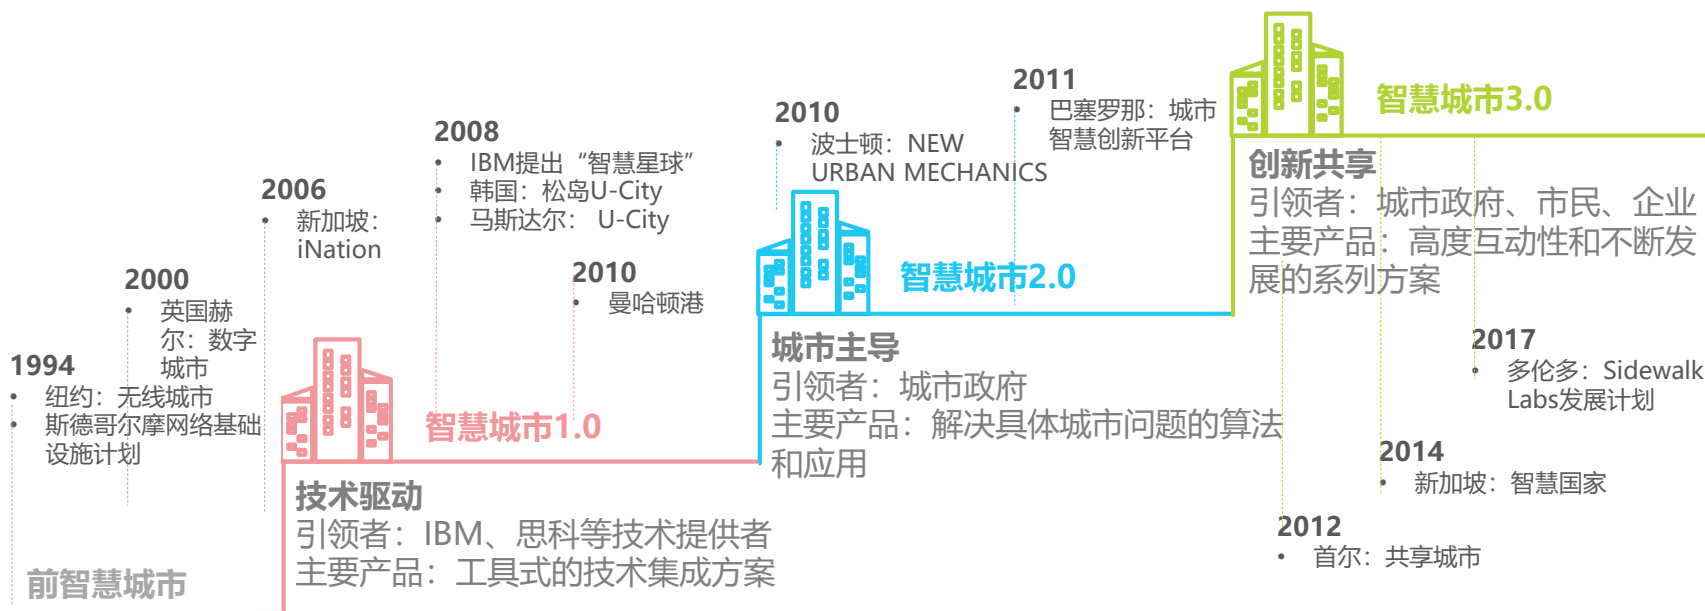 1994
• 纽约：无线城市
• 斯德哥尔摩网络基础
设施计划
前智慧城市
2000
• 英国赫
尔：数字
城市
2006
• 新加坡：
iNation
2008
• IBM提出“智慧星球”
• 韩国：松岛U-City
• 马斯达尔： U-City
2010
• 曼哈顿港
智慧城市1.0
技术驱动
引领者：IBM、思科等技术提供者
主要产品：工具式的技术集成方案
2010
• 波士顿：NEW
URBAN MECHANICS
2011
• 巴塞罗那：城市
智慧创新平台
智慧城市2.0
城市主导
引领者：城市政府
主要产品：解决具体城市问题的算法
和应用
智慧城市3.0
创新共享
引领者：城市政府、市民、企业
主要产品：高度互动性和不断发
展的系列方案
2012
• 首尔：共享城市
2014
• 新加坡：智慧国家
2017
• 多伦多：Sidewalk
Labs发展计划